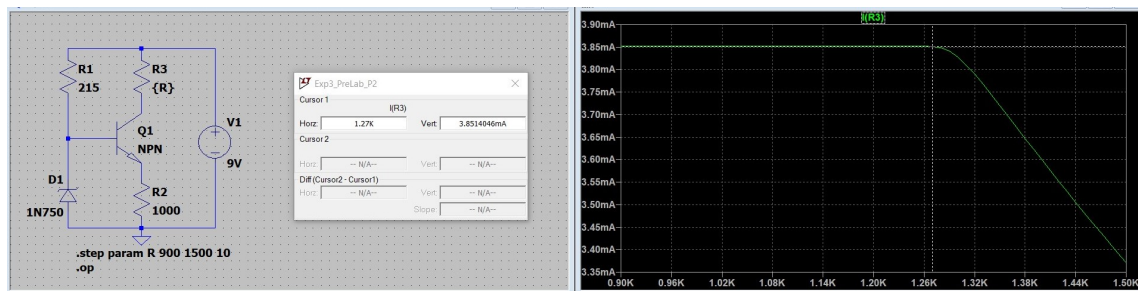 R1
215
R3
{R}
Q1
NPN
V1
9V
D1
1N750
R2
1000
.step param R 900 1500 10
.op
Exp3_PreLab_P2
Cursor 1
I(R3)
Horz: 1.27K Vert: 3.8514046mA
Cursor 2
Horz: -- N/A-- Vert: -- N/A--
Diff (Cursor2 - Cursor1)
Horz: -- N/A-- Vert: -- N/A--
Slope: -- N/A--
I(R3)
3.90mA
3.85mA
3.80mA
3.75mA
3.70mA
3.65mA
3.60mA
3.55mA
3.50mA
3.45mA
3.40mA
3.35mA
0.90K 0.96K 1.02K 1.08K 1.14K 1.20K 1.26K 1.32K 1.38K 1.44K 1.50K